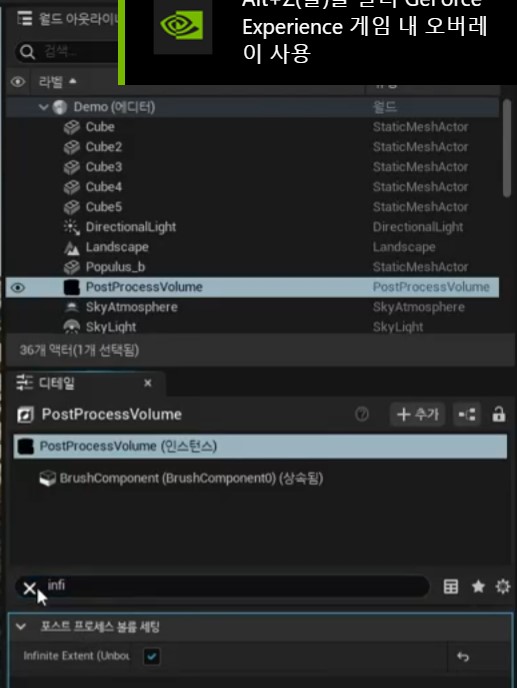 월드 아웃라이너
Alt+Z(을)를 눌러 GeForce
Experience 게임 내 오버레
이 사용
검색...
라벨
Demo (에디터) 월드
Cube StaticMeshActor
Cube2 StaticMeshActor
Cube3 StaticMeshActor
Cube4 StaticMeshActor
Cube5 StaticMeshActor
DirectionalLight DirectionalLight
Landscape Landscape
Populus_b StaticMeshActor
PostProcessVolume PostProcessVolume
SkyAtmosphere SkyAtmosphere
SkyLight SkyLight
36개 액터(1개 선택됨)
디테일
PostProcessVolume
추가
PostProcessVolume (인스턴스)
BrushComponent (BrushComponent0) (상속됨)
infi
포스트 프로세스 볼륨 세팅
Infinite Extent (Unbou